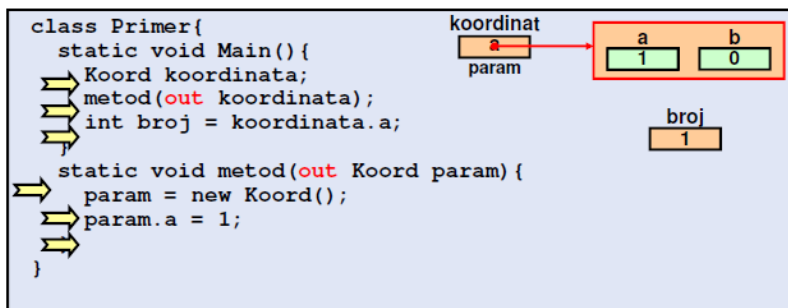 class Primer{
static void Main(){
Koord koordinata;
metod(out koordinata);
int broj = koordinata.a;
}
static void metod(out Koord param){
param = new Koord();
param.a = 1;
}
koordinat
a
param
a b
1 0
broj
1